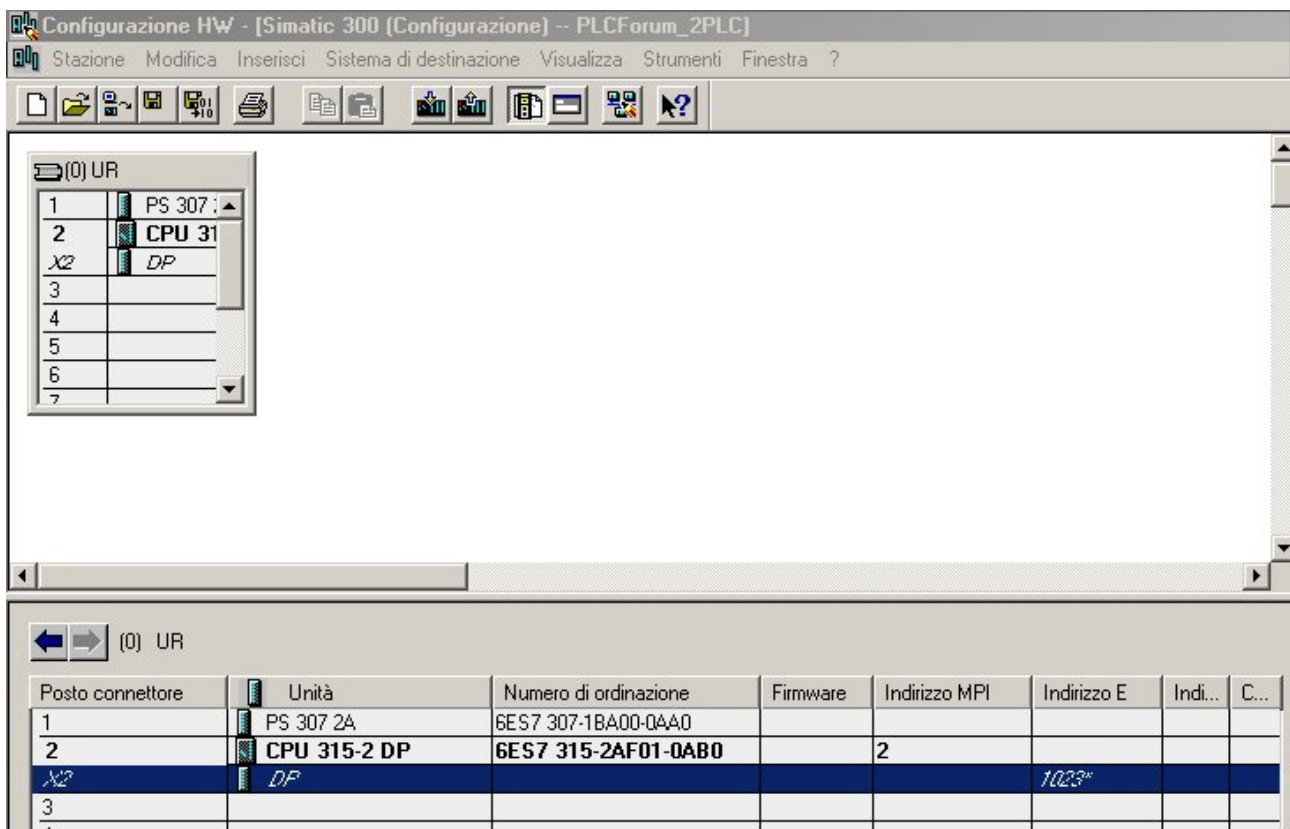 Configurazione HW - [Simatic 300 (Configurazione) -- PLCForum_2PLC]
Stazione Modifica Inserisci Sistema di destinazione Visualizza Strumenti Finestra ?
(0) UR
1 PS 307
2 CPU 31
X2 DP
3
4
5
6
7
(0) UR
Posto connettore Unità Numero di ordinazione Firmware Indirizzo MPI Indirizzo E Indi... C...
1 PS 307 2A 6ES7 307-1BA00-0AA0
2 CPU 315-2 DP 6ES7 315-2AF01-0AB0 2
X2 DP 1023*
3